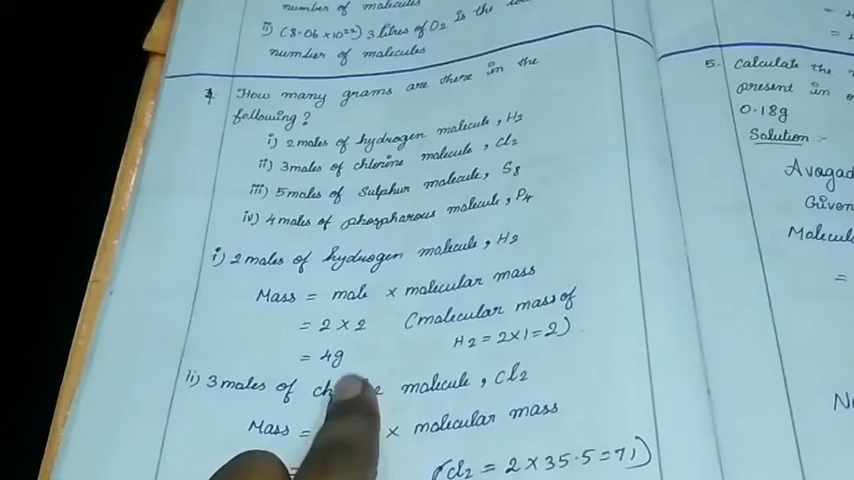 number of molecules
ii) (8.06 x 10²²) 3 litres of O2 is the
number of molecules
4 How many grams are there in the
following?
i) 2 moles of hydrogen molecule, H2
ii) 3 moles of chlorine molecule, Cl2
iii) 5 moles of Sulphur molecule, S8
iv) 4 moles of phosphorous molecule, P4
i) 2 moles of hydrogen molecule, H2
Mass = mole x molecular mass
= 2 x 2 (molecular mass of
H2 = 2x1 = 2)
= 4g
ii) 3 moles of molecule, Cl2
Mass = x molecular mass
(Cl2 = 2 x 35.5 = 71)
5. Calculate the
present in
0.18g
Solution :-
Avagad
Given
Molecul
=